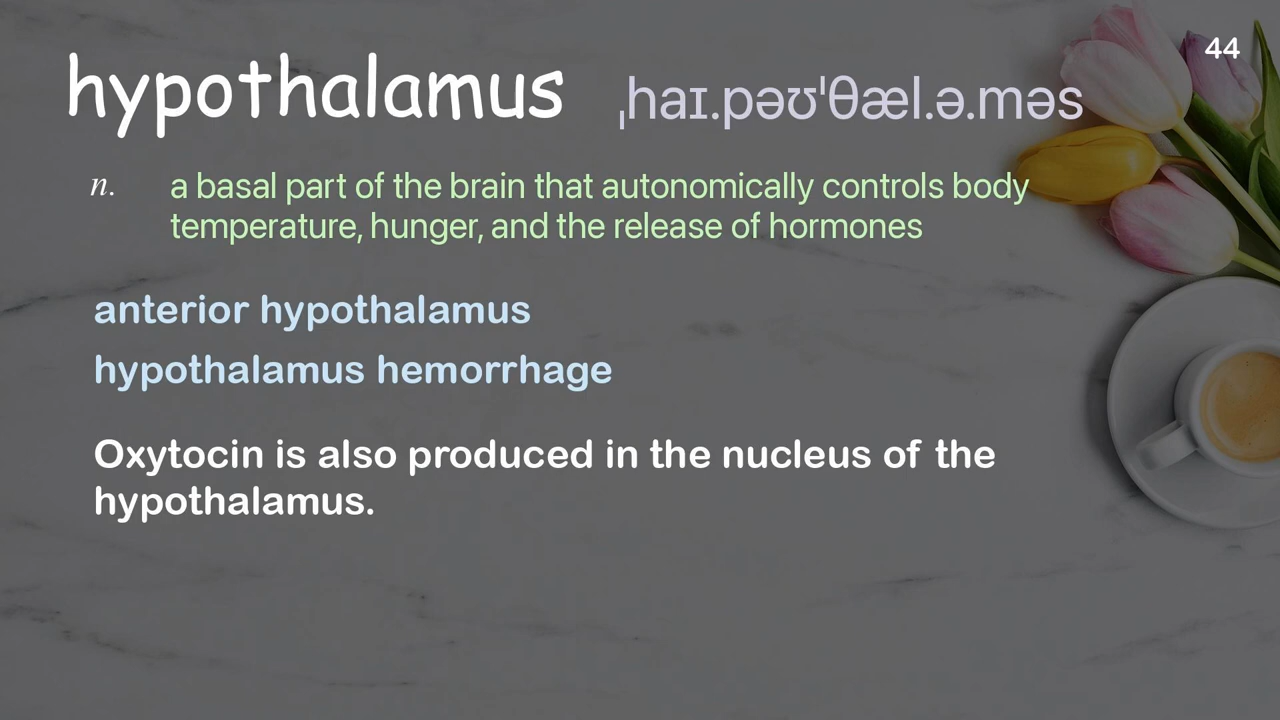 44
hypothalamus ˌhaɪ.pəʊˈθæl.ə.məs
n. a basal part of the brain that autonomically controls body
temperature, hunger, and the release of hormones
anterior hypothalamus
hypothalamus hemorrhage
Oxytocin is also produced in the nucleus of the
hypothalamus.